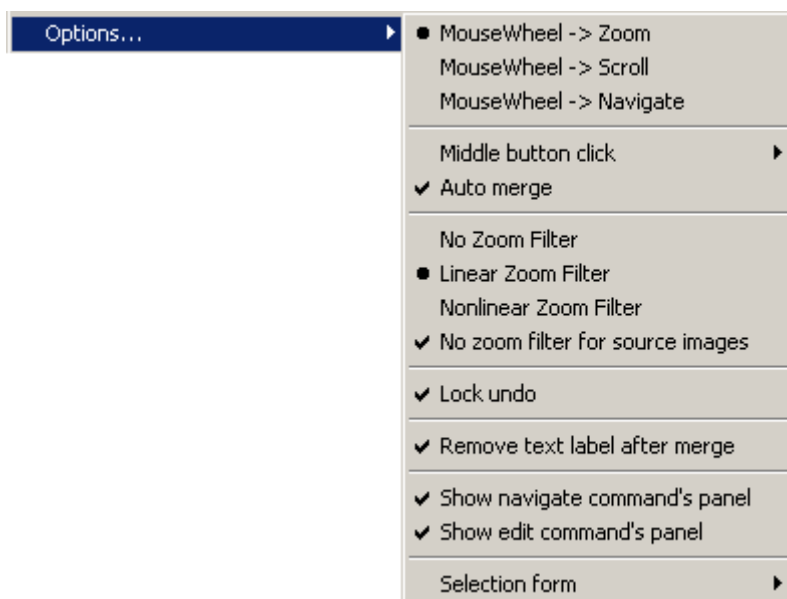 Options...
MouseWheel -> Zoom
MouseWheel -> Scroll
MouseWheel -> Navigate
Middle button click
Auto merge
No Zoom Filter
Linear Zoom Filter
Nonlinear Zoom Filter
No zoom filter for source images
Lock undo
Remove text label after merge
Show navigate command's panel
Show edit command's panel
Selection form